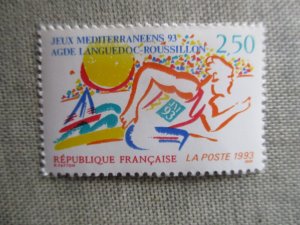 JEUX MEDITERRANEENS 93
AGDE LANGUEDOC-ROUSSILLON
2,50
93
RÉPUBLIQUE FRANÇAISE
LA POSTE 1993